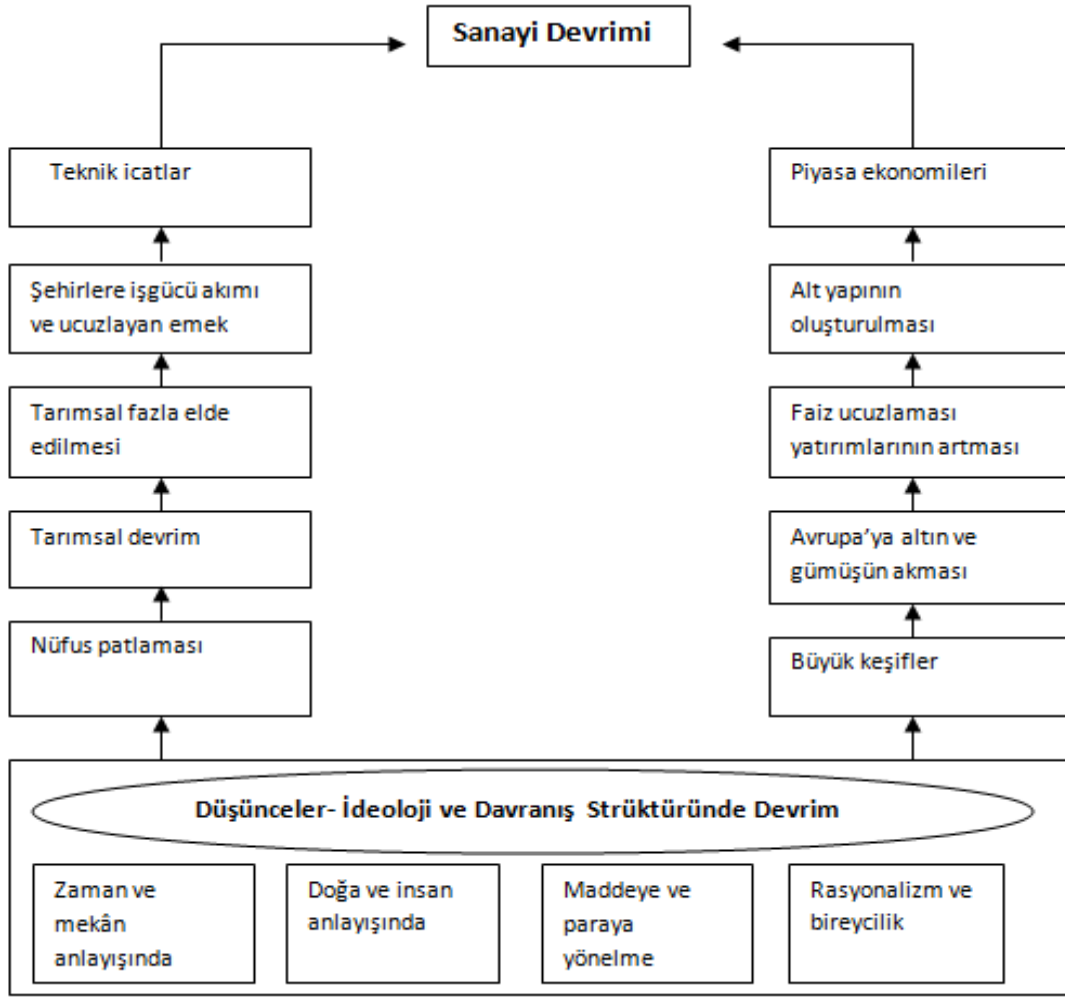 Sanayi Devrimi
Teknik icatlar
Şehirlere işgücü akımı
ve ucuzlayan emek
Tarımsal fazla elde
edilmesi
Tarımsal devrim
Nüfus patlaması
Piyasa ekonomileri
Alt yapının
oluşturulması
Faiz ucuzlaması
yatırımlarının artması
Avrupa’ya altın ve
gümüşün akması
Büyük keşifler
Düşünceler- İdeoloji ve Davranış Strüktüründe Devrim
Zaman ve
mekân
anlayışında
Doğa ve insan
anlayışında
Maddeye ve
paraya
yönelme
Rasyonalizm ve
bireycilik